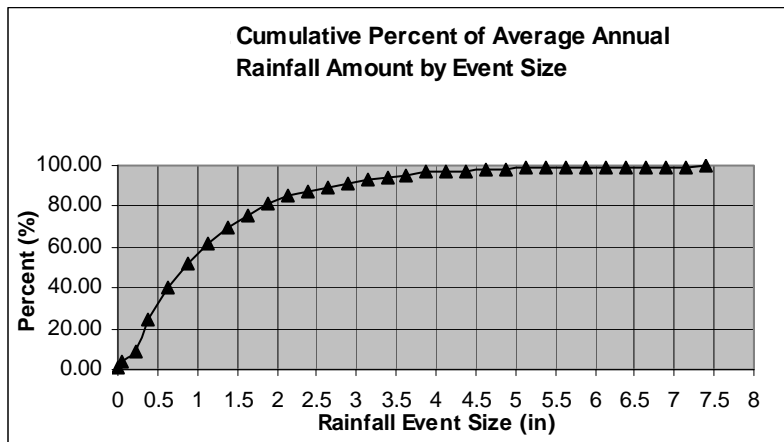 Cumulative Percent of Average Annual
Rainfall Amount by Event Size
Percent (%)
100.00
80.00
60.00
40.00
20.00
0.00
0 0.5 1 1.5 2 2.5 3 3.5 4 4.5 5 5.5 6 6.5 7 7.5 8
Rainfall Event Size (in)